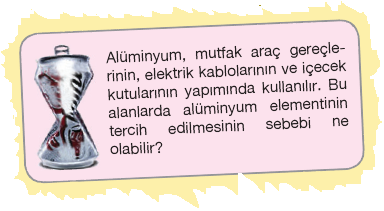 Alüminyum, mutfak araç gereçle-
rinin, elektrik kablolarının ve içecek
kutularının yapımında kullanılır. Bu
alanlarda alüminyum elementinin
tercih edilmesinin sebebi ne
olabilir?